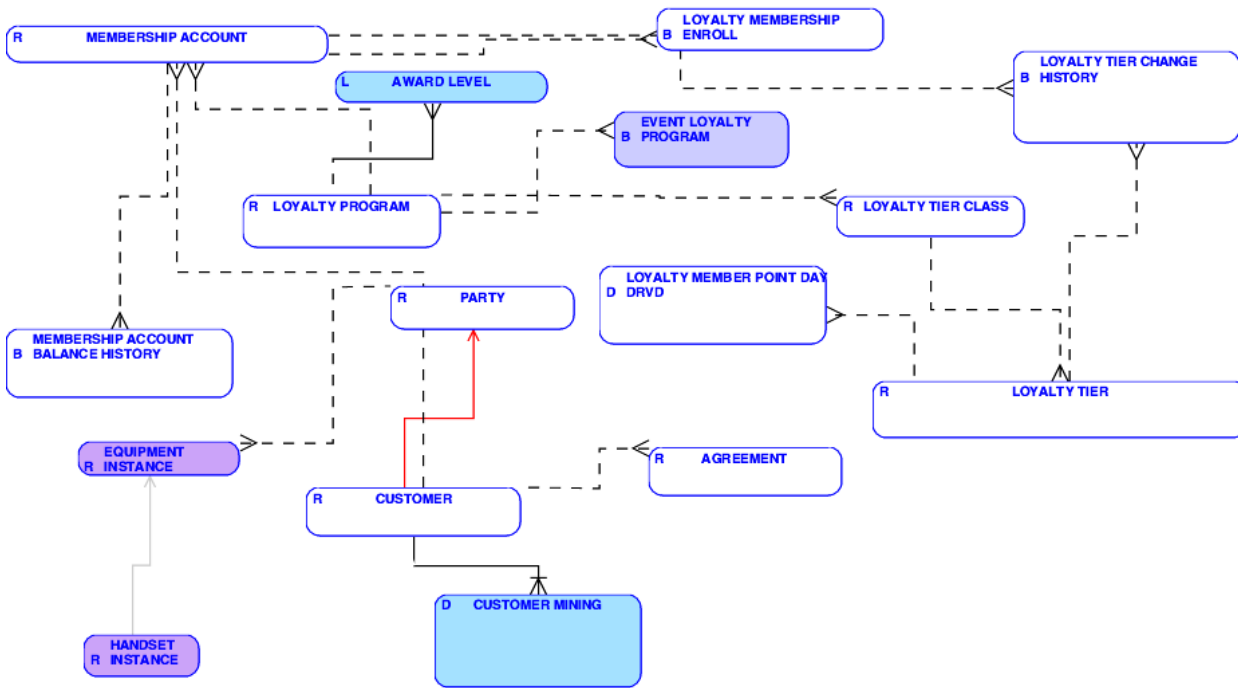 R MEMBERSHIP ACCOUNT
LOYALTY MEMBERSHIP
B ENROLL
LOYALTY TIER CHANGE
B HISTORY
L AWARD LEVEL
EVENT LOYALTY
B PROGRAM
R LOYALTY PROGRAM
R LOYALTY TIER CLASS
LOYALTY MEMBER POINT DAY
D DRVD
R PARTY
MEMBERSHIP ACCOUNT
B BALANCE HISTORY
R LOYALTY TIER
EQUIPMENT
R INSTANCE
R AGREEMENT
R CUSTOMER
D CUSTOMER MINING
HANDSET
R INSTANCE